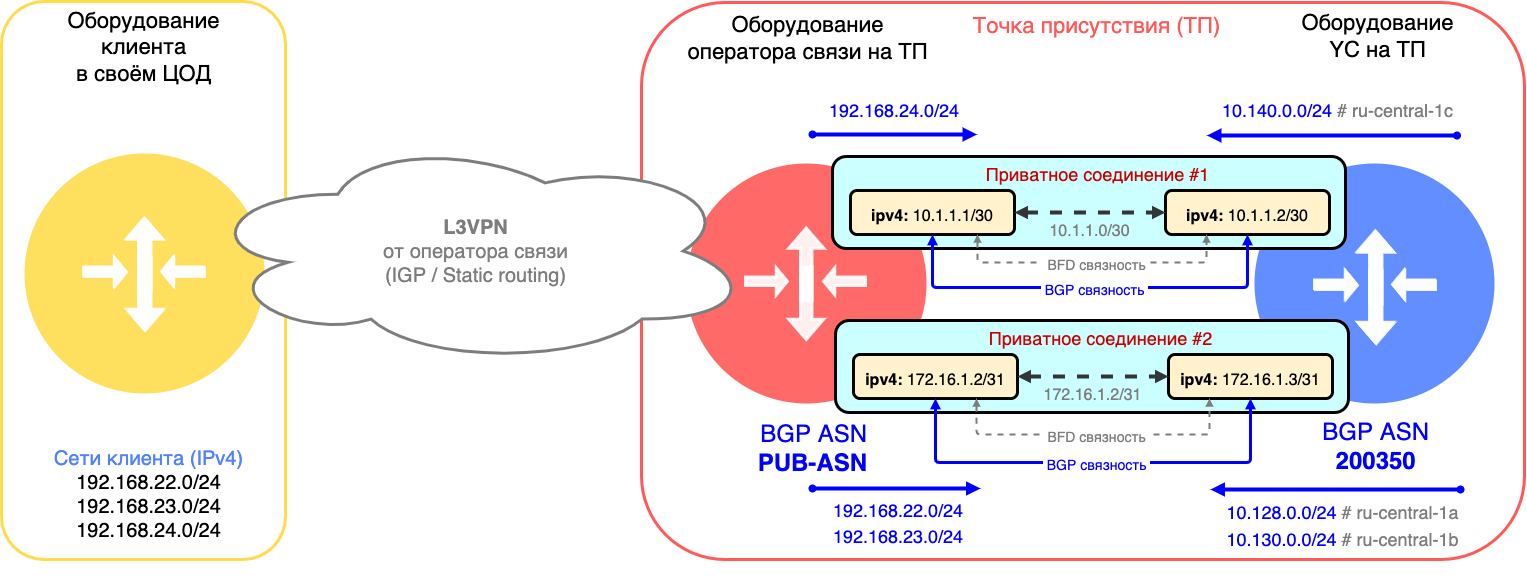 Оборудование
клиента
в своём ЦОД
Сети клиента (IPv4)
192.168.22.0/24
192.168.23.0/24
192.168.24.0/24
L3VPN
от оператора связи
(IGP / Static routing)
Точка присутствия (ТП)
Оборудование
оператора связи на ТП
Оборудование
YC на ТП
192.168.24.0/24
10.140.0.0/24 # ru-central-1c
Приватное соединение #1
ipv4: 10.1.1.1/30
ipv4: 10.1.1.2/30
10.1.1.0/30
BFD связность
BGP связность
Приватное соединение #2
ipv4: 172.16.1.2/31
ipv4: 172.16.1.3/31
172.16.1.2/31
BFD связность
BGP связность
BGP ASN
PUB-ASN
BGP ASN
200350
192.168.22.0/24
192.168.23.0/24
10.128.0.0/24 # ru-central-1a
10.130.0.0/24 # ru-central-1b